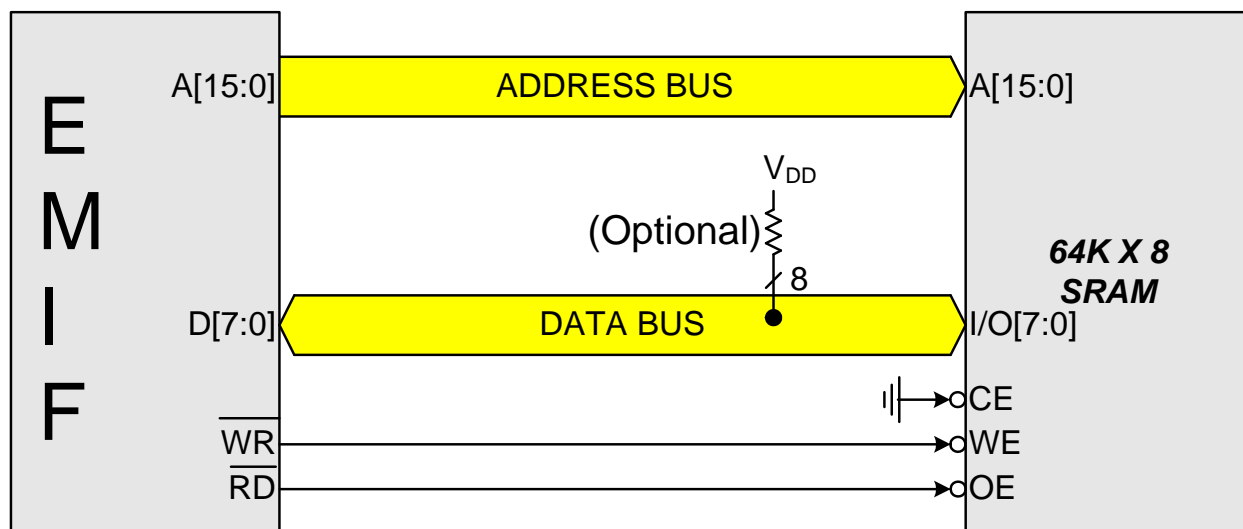 E
M
I
F
A[15:0]
ADDRESS BUS
A[15:0]
V_DD
(Optional)
8
64K X 8
SRAM
D[7:0]
DATA BUS
I/O[7:0]
CE
WR
WE
RD
OE